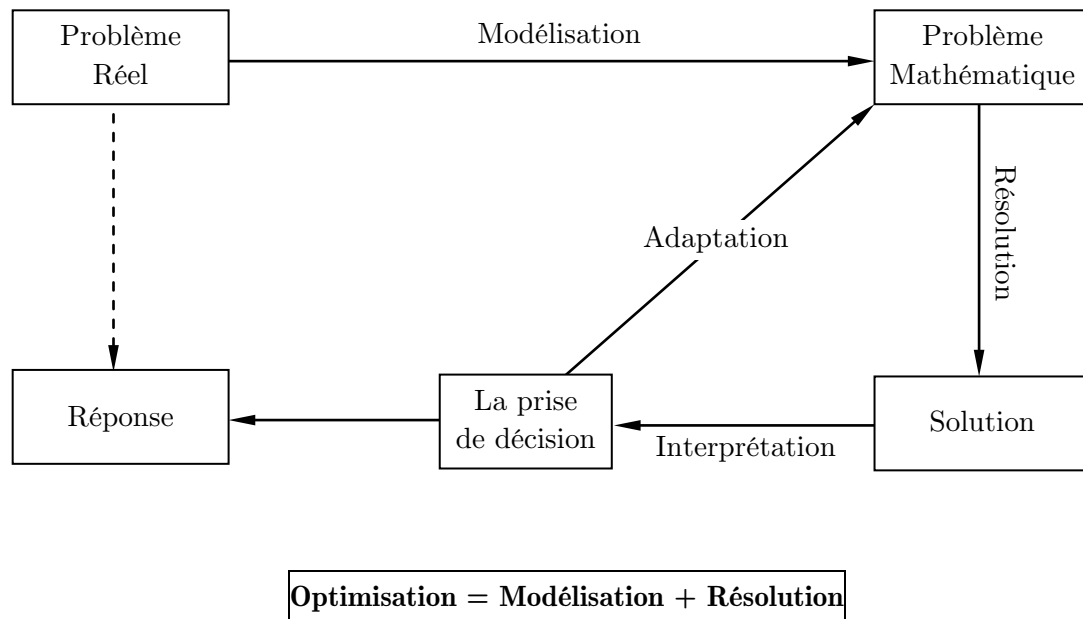 Problème
Réel
Modélisation
Problème
Mathématique
Résolution
Adaptation
Réponse
La prise
de décision
Interprétation
Solution
Optimisation = Modélisation + Résolution